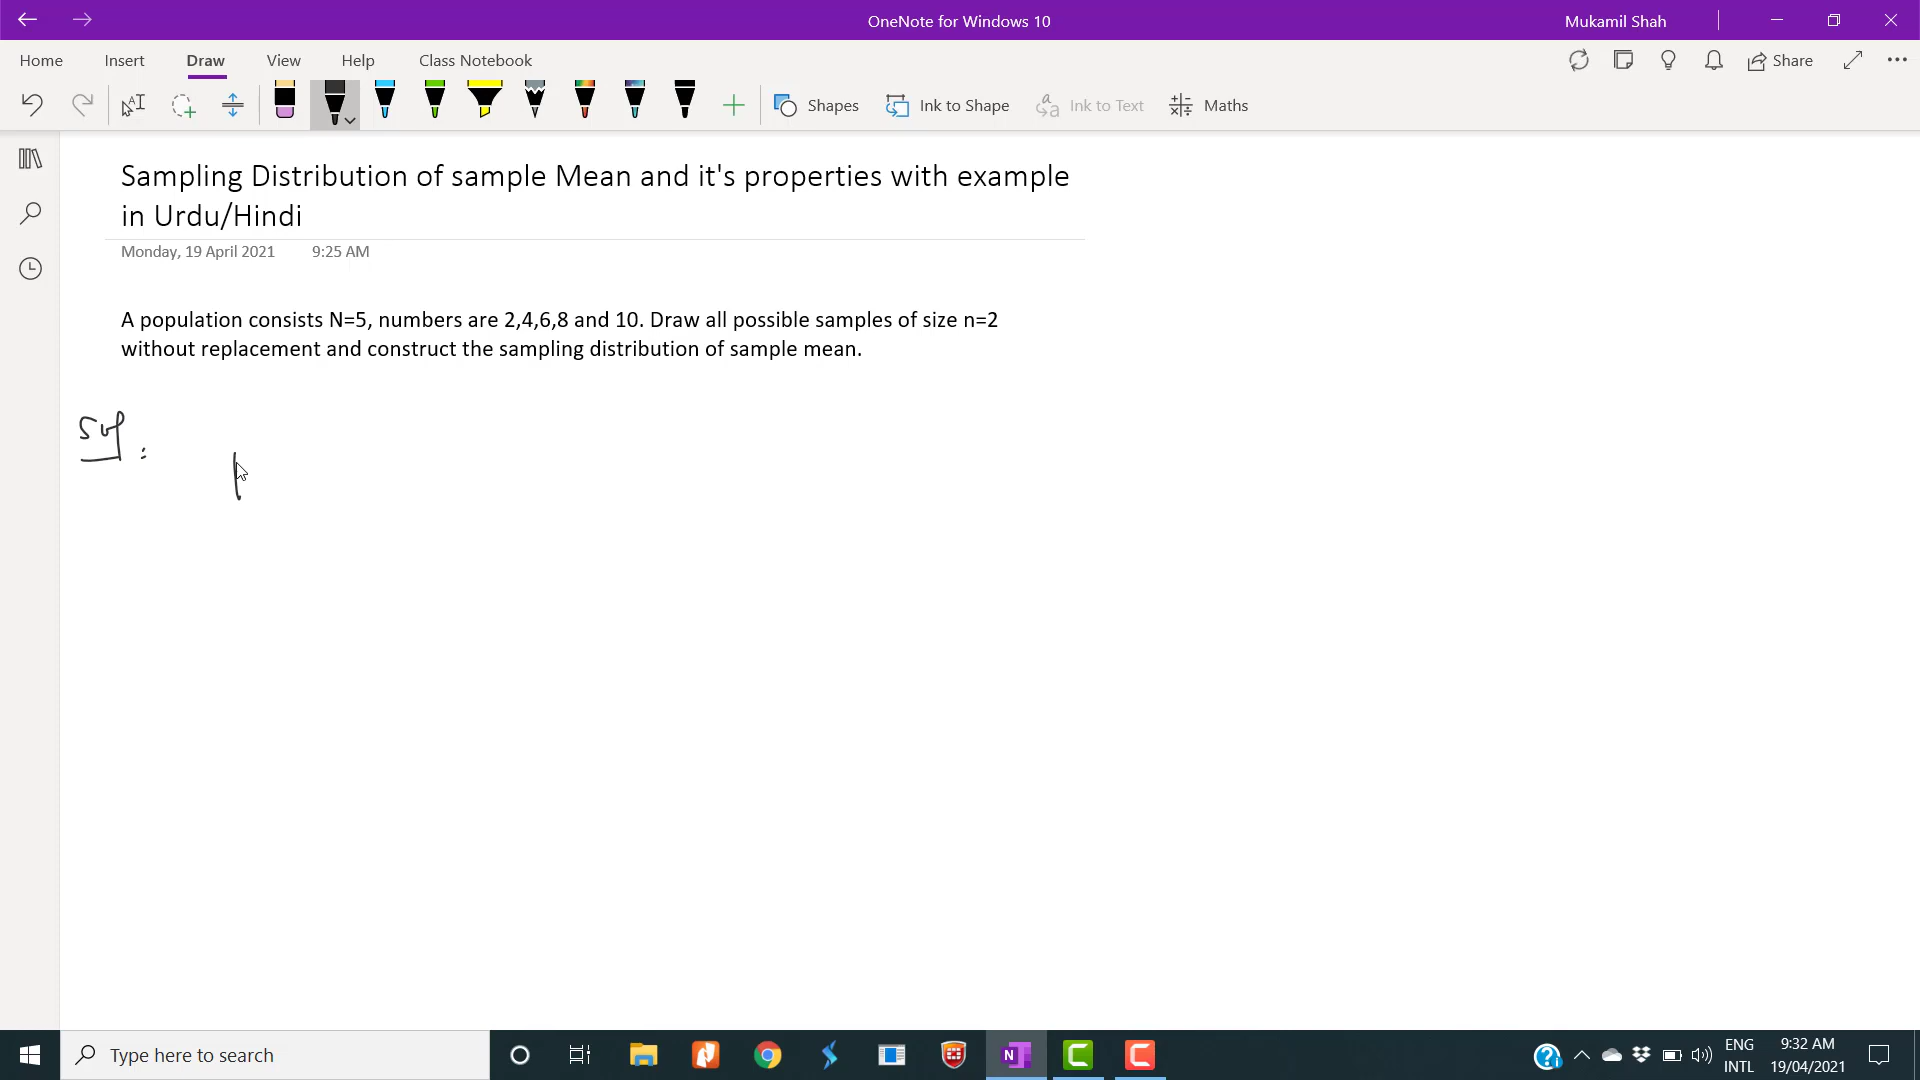 OneNote for Windows 10
Mukamil Shah
Home Insert Draw View Help Class Notebook
Share
Shapes Ink to Shape Ink to Text Maths
Sampling Distribution of sample Mean and it's properties with example
in Urdu/Hindi
Monday, 19 April 2021 9:25 AM
A population consists N=5, numbers are 2,4,6,8 and 10. Draw all possible samples of size n=2
without replacement and construct the sampling distribution of sample mean.
Sol :
Type here to search
ENG 9:32 AM
INTL 19/04/2021